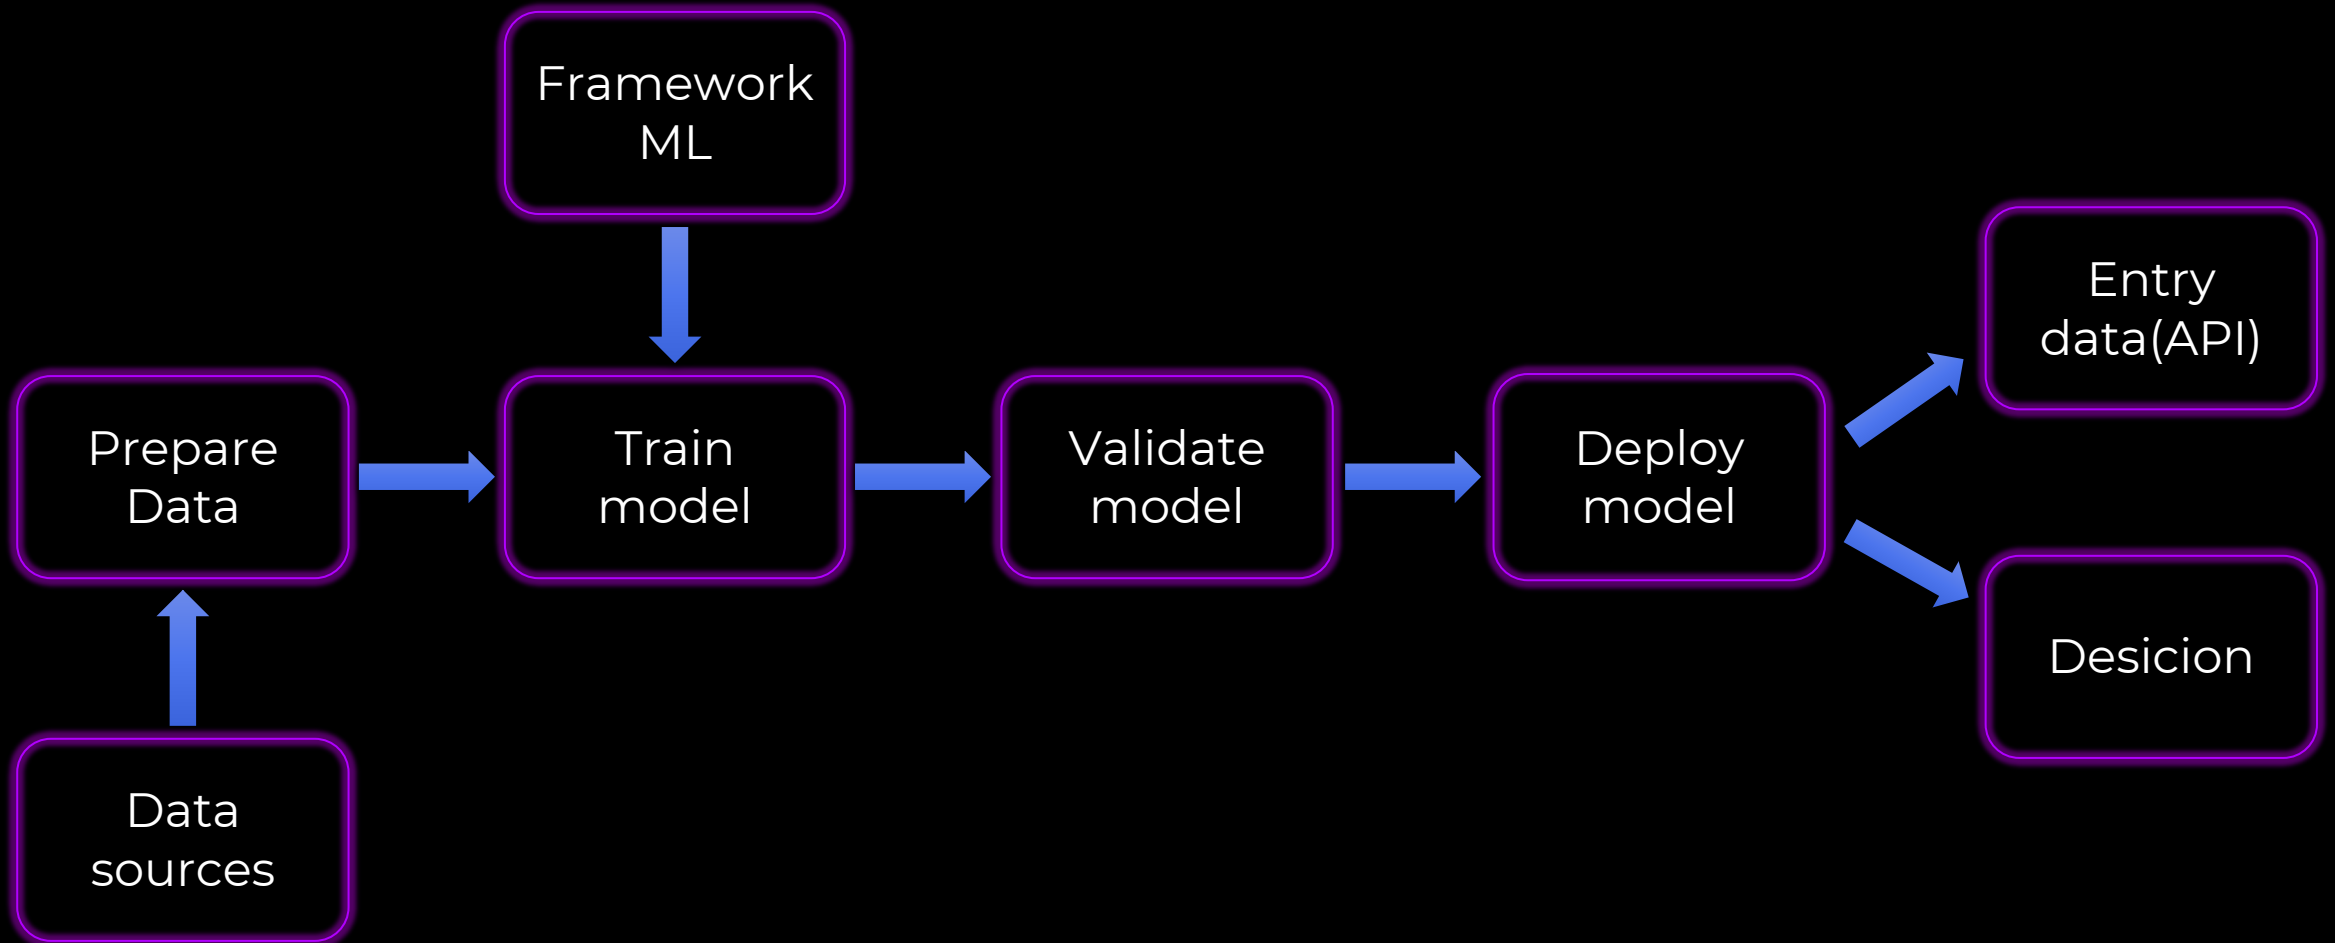 Framework
ML
Prepare
Data
Train
model
Validate
model
Deploy
model
Entry
data(API)
Desicion
Data
sources